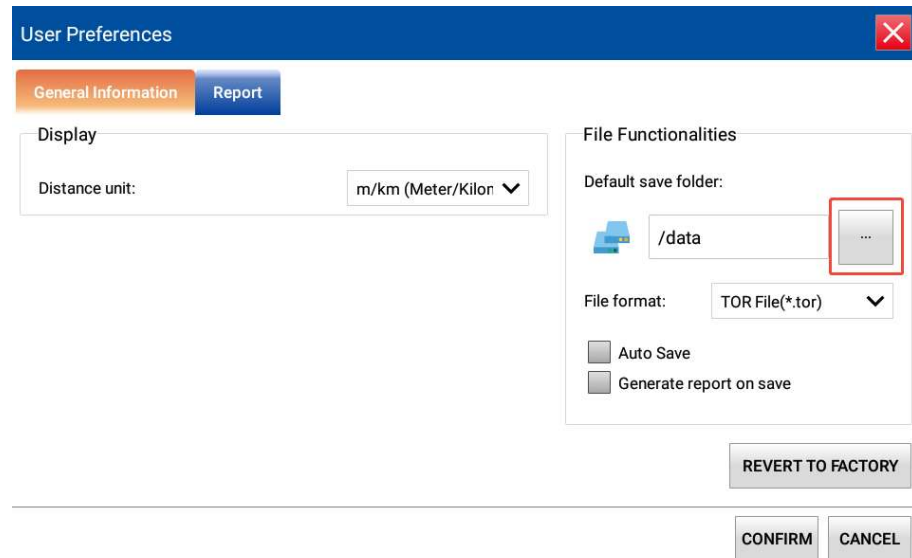 User Preferences
General Information
Report
Display
Distance unit:
m/km (Meter/Kilon
File Functionalities
Default save folder:
/data
...
File format:
TOR File(*.tor)
Auto Save
Generate report on save
REVERT TO FACTORY
CONFIRM
CANCEL